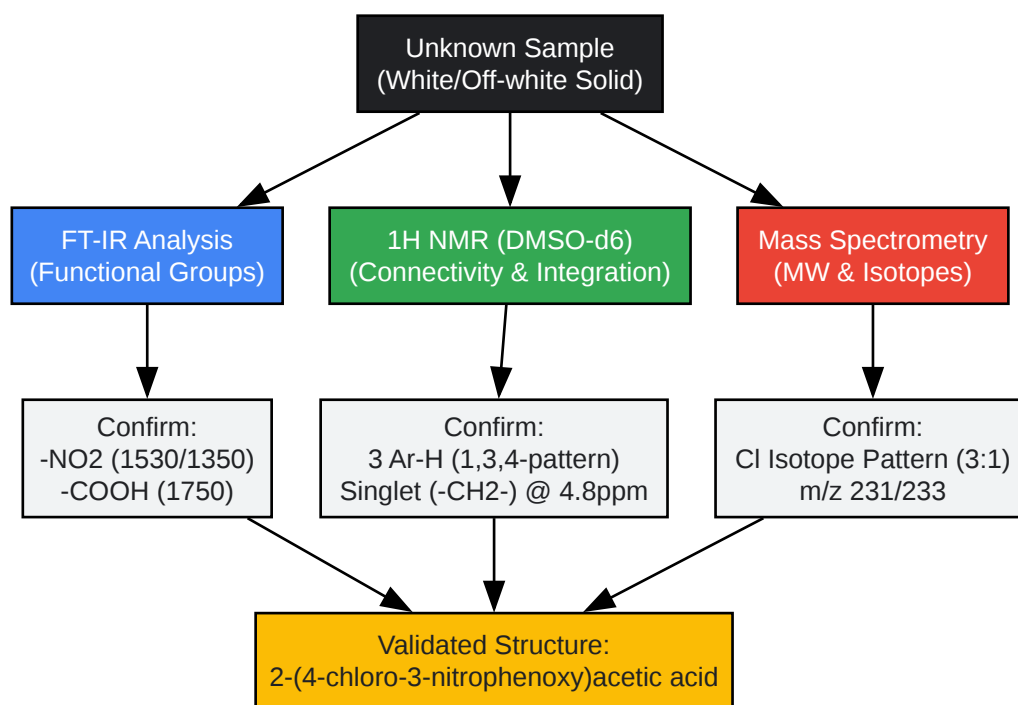 Unknown Sample
(White/Off-white Solid)
FT-IR Analysis
(Functional Groups)
1H NMR (DMSO-d6)
(Connectivity & Integration)
Mass Spectrometry
(MW & Isotopes)
Confirm:
-NO2 (1530/1350)
-COOH (1750)
Confirm:
3 Ar-H (1,3,4-pattern)
Singlet (-CH2-) @ 4.8ppm
Confirm:
Cl Isotope Pattern (3:1)
m/z 231/233
Validated Structure:
2-(4-chloro-3-nitrophenoxy)acetic acid